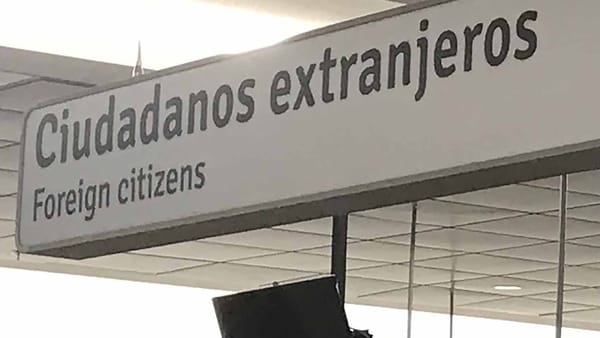 Ciudadanos extranjeros
Foreign citizens